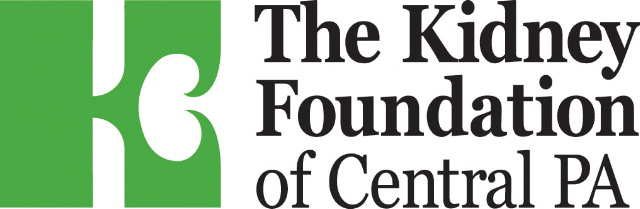 The Kidney
Foundation
of Central PA